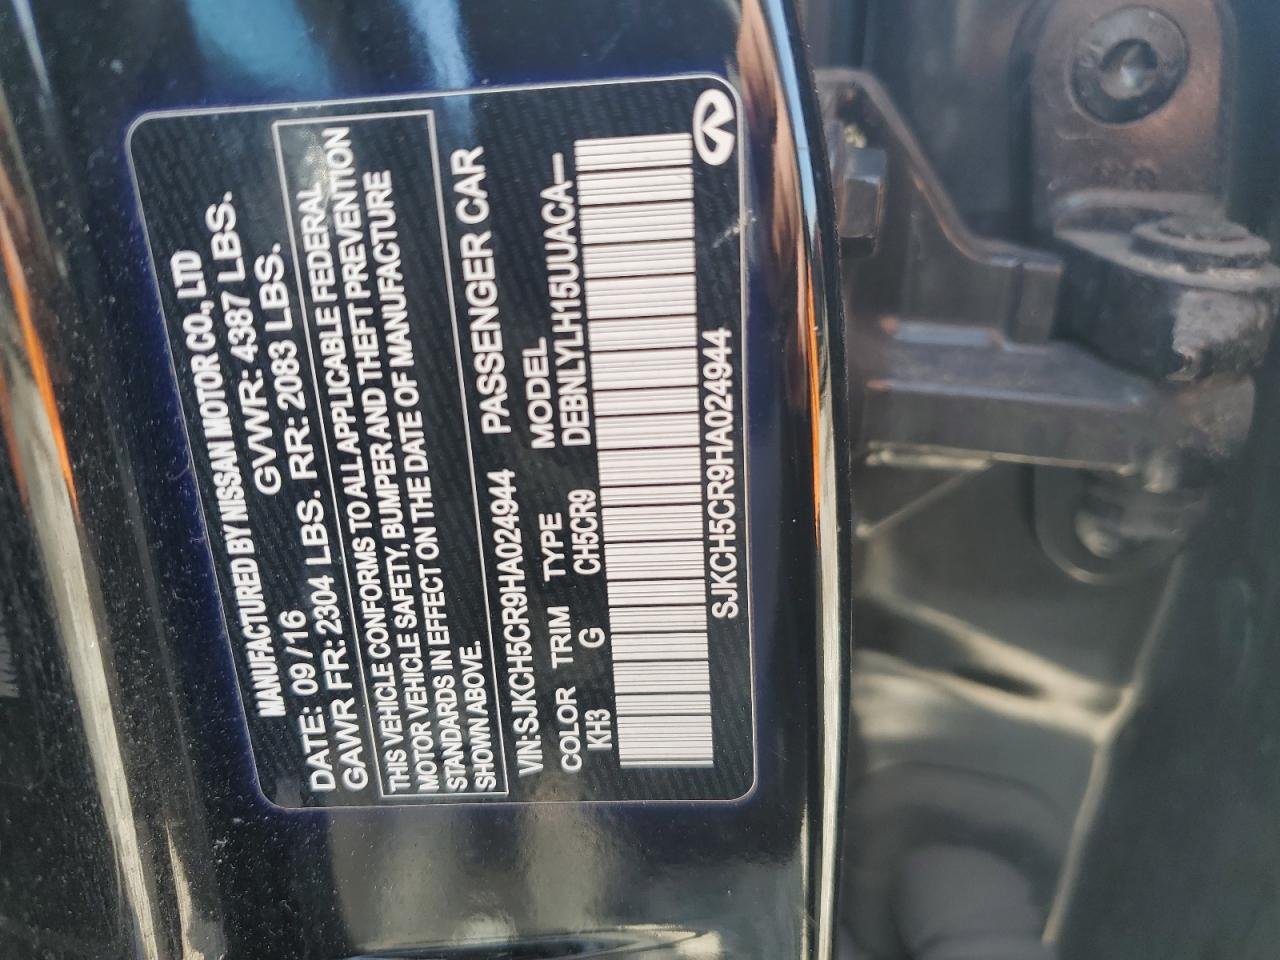 MANUFACTURED BY NISSAN MOTOR CO., LTD
DATE: 09/16 GVWR: 4387 LBS.
GAWR FR: 2304 LBS. RR: 2083 LBS.
THIS VEHICLE CONFORMS TO ALL APPLICABLE FEDERAL
MOTOR VEHICLE SAFETY, BUMPER AND THEFT PREVENTION
STANDARDS IN EFFECT ON THE DATE OF MANUFACTURE
SHOWN ABOVE.
VIN: SJKCH5CR9HA024944 PASSENGER CAR
COLOR TRIM TYPE MODEL
KH3 G CH5CR9 DEBNLYLH15UUACA—
SJKCH5CR9HA024944